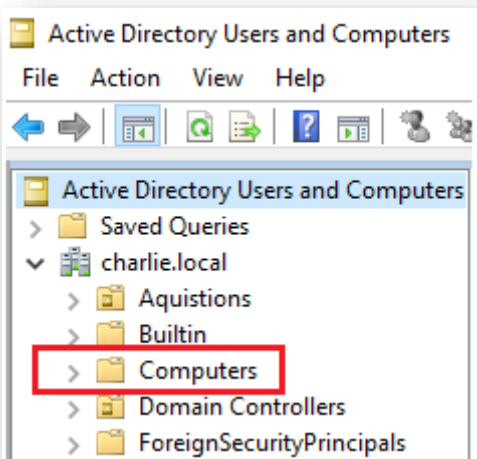 Active Directory Users and Computers
File Action View Help
Active Directory Users and Computers
Saved Queries
charlie.local
Aquistions
Builtin
Computers
Domain Controllers
ForeignSecurityPrincipals